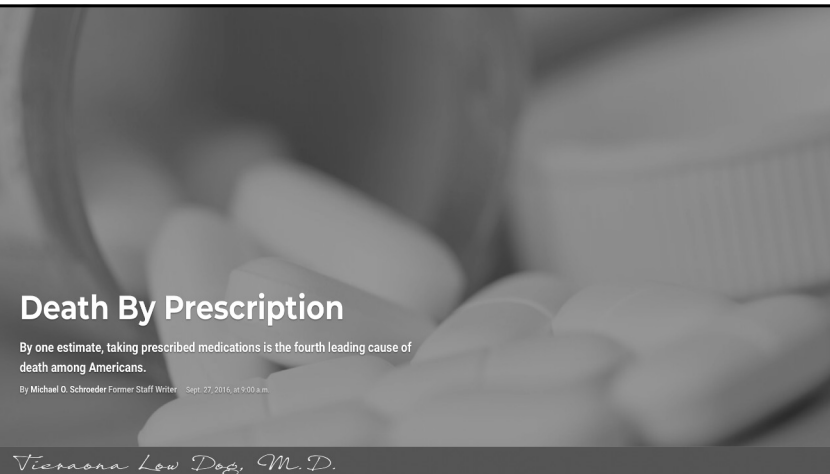 Death By Prescription
By one estimate, taking prescribed medications is the fourth leading cause of
death among Americans.
By Michael O. Schroeder Former Staff Writer Sept. 27, 2016, at 9:00 a.m.
Tieraona Low Dog, M.D.